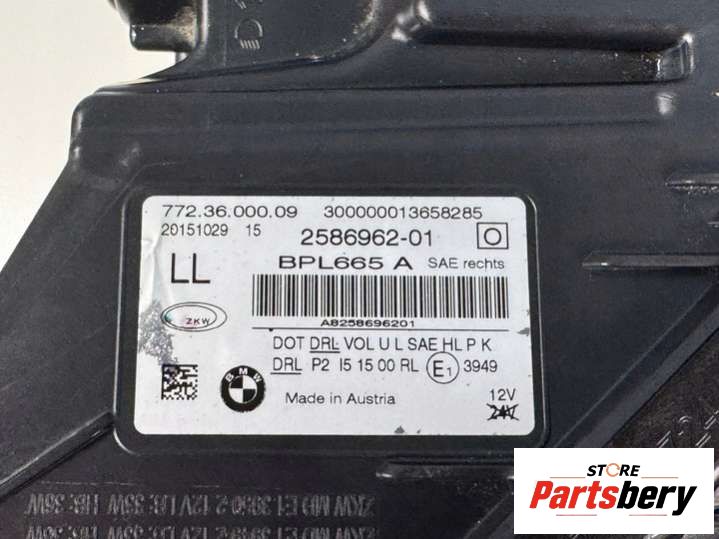 772.36.000.09 300000013658285
20151029 15 2586962-01
LL BPL665 A SAE rechts
ZKW
A8258696201
DOT DRL VOL U L SAE HL P K
DRL P2 I5 15 00 RL E1 3949
BMW
Made in Austria
12V
24V
STORE
Partsbery